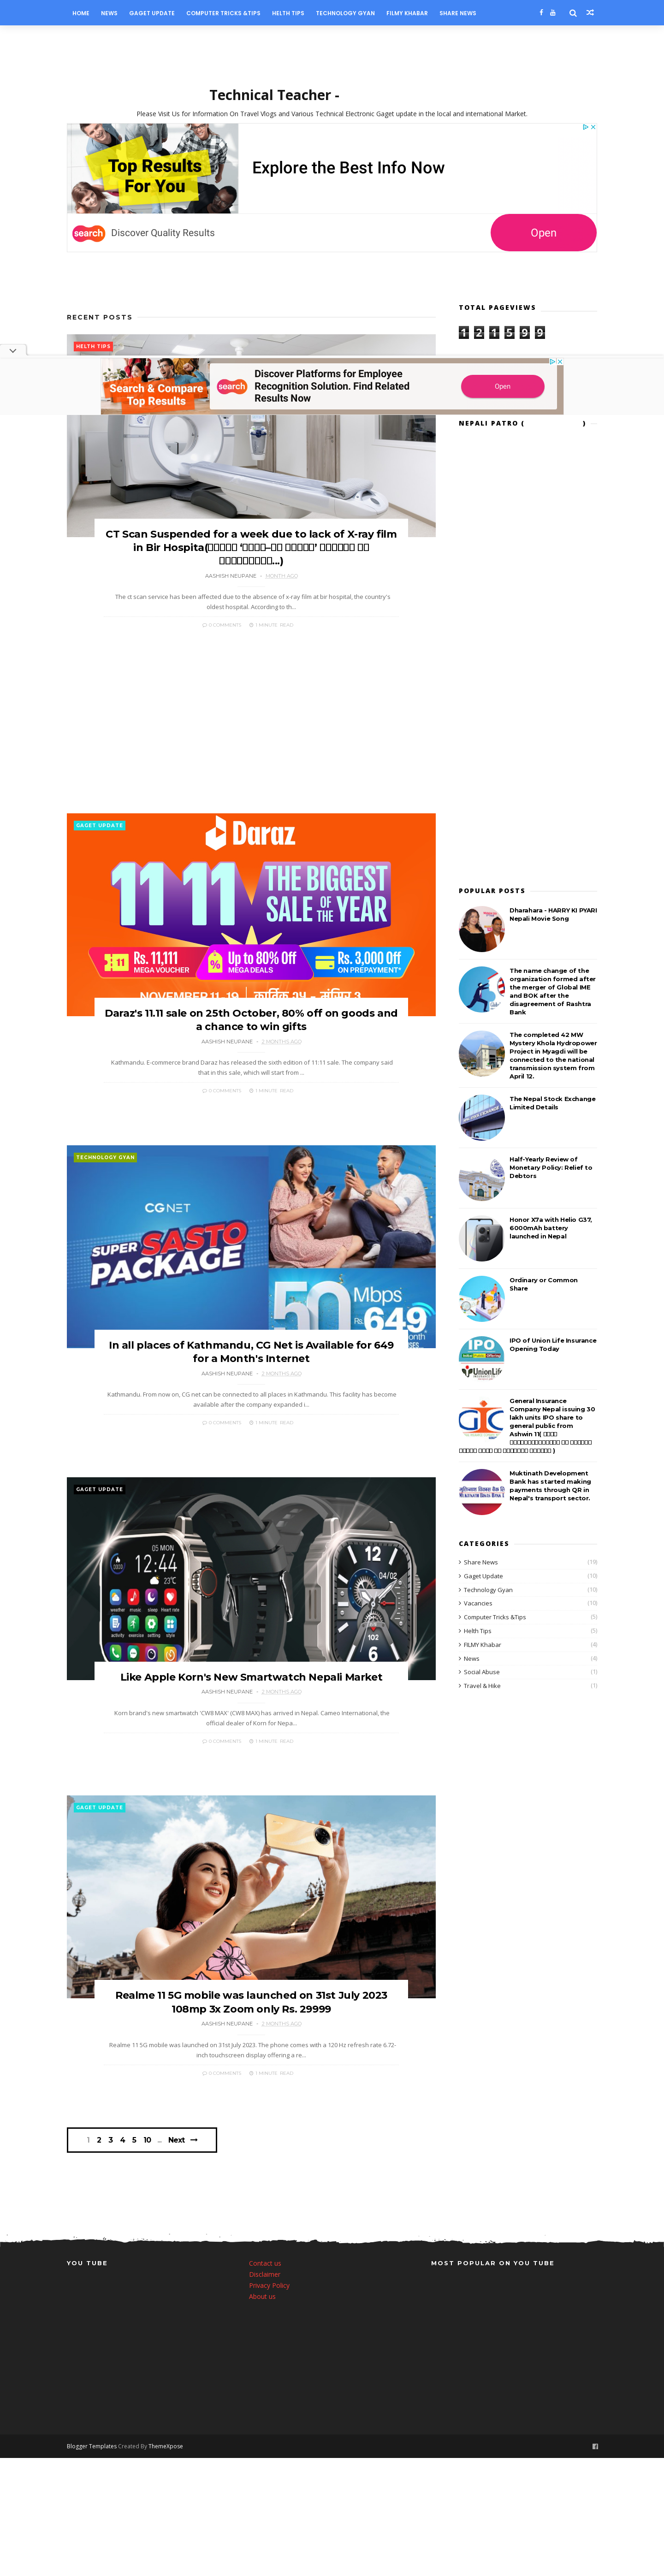 HOME NEWS GAGET UPDATE COMPUTER TRICKS &TIPS HELTH TIPS TECHNOLOGY GYAN FILMY KHABAR SHARE NEWS
Technical Teacher -
Please Visit Us for Information On Travel Vlogs and Various Technical Electronic Gaget update in the local and international Market.
Top Results
For You
Explore the Best Info Now
search
Discover Quality Results
Open
RECENT POSTS
HELTH TIPS
Search & Compare
Top Results
search
Discover Platforms for Employee
Recognition Solution. Find Related
Results Now
Open
CT Scan Suspended for a week due to lack of X-ray film
in Bir Hospita(
...)
AASHISH NEUPANE - MONTH AGO
The ct scan service has been affected due to the absence of x-ray film at bir hospital, the country's
oldest hospital. According to th...
0 COMMENTS 1 MINUTE READ
GAGET UPDATE
Daraz
11.11
THE BIGGEST
SALE OF THE
YEAR
Rs. 11.11
MEGA VOUCHER
Up to 80% Off
MEGA DEALS
Rs. 3,000 Off
ON PREPAYMENT*
Daraz's 11.11 sale on 25th October, 80% off on goods and
a chance to win gifts
AASHISH NEUPANE - 2 MONTHS AGO
Kathmandu. E-commerce brand Daraz has released the sixth edition of 11:11 sale. The company said
that in this sale, which will start from ...
0 COMMENTS 1 MINUTE READ
TECHNOLOGY GYAN
CGNET
SUPER SASTO
PACKAGE
50 Mbps
Rs 649
In all places of Kathmandu, CG Net is Available for 649
for a Month's Internet
AASHISH NEUPANE - 2 MONTHS AGO
Kathmandu. From now on, CG net can be connected to all places in Kathmandu. This facility has become
available after the company expanded i...
0 COMMENTS 1 MINUTE READ
GAGET UPDATE
12:04:44
04/02
103
100
Like Apple Korn's New Smartwatch Nepali Market
AASHISH NEUPANE - 2 MONTHS AGO
Korn brand's new smartwatch 'CW8 MAX' (CW8 MAX) has arrived in Nepal. Cameo International, the
official dealer of Korn for Nepa...
0 COMMENTS 1 MINUTE READ
GAGET UPDATE
Realme 11 5G mobile was launched on 31st July 2023
108mp 3x Zoom only Rs. 29999
AASHISH NEUPANE - 2 MONTHS AGO
Realme 11 5G mobile was launched on 31st July 2023. The phone comes with a 120 Hz refresh rate 6.72-
inch touchscreen display offering a re...
0 COMMENTS 1 MINUTE READ
1 2 3 4 5 10 ... Next
TOTAL PAGEVIEWS
1 2 1 5 9 9
NEPALI PATRO ( )
POPULAR POSTS
Dharahara - HARRY KI PYARI
Nepali Movie Song
The name change of the
organization formed after
the merger of Global IME
and BOK after the
disagreement of Rashtra
Bank
The completed 42 MW
Mystery Khola Hydropower
Project in Myagdi will be
connected to the national
transmission system from
April 12.
The Nepal Stock Exchange
Limited Details
Half-Yearly Review of
Monetary Policy: Relief to
Debtors
Honor X7a with Helio G37,
6000mAh battery
launched in Nepal
Ordinary or Common
Share
IPO
UnionLife
IPO of Union Life Insurance
Opening Today
General Insurance
Company Nepal issuing 30
lakh units IPO share to
general public from
Ashwin 11(
)
Muktinath Development
Bank has started making
payments through QR in
Nepal's transport sector.
CATEGORIES
Share News (19)
Gaget Update (10)
Technology Gyan (10)
Vacancies (10)
Computer Tricks &Tips (5)
Helth Tips (5)
FILMY Khabar (4)
News (4)
Social Abuse (1)
Travel & Hike (1)
YOU TUBE
Contact us
Disclaimer
Privacy Policy
About us
MOST POPULAR ON YOU TUBE
Blogger Templates Created By ThemeXpose